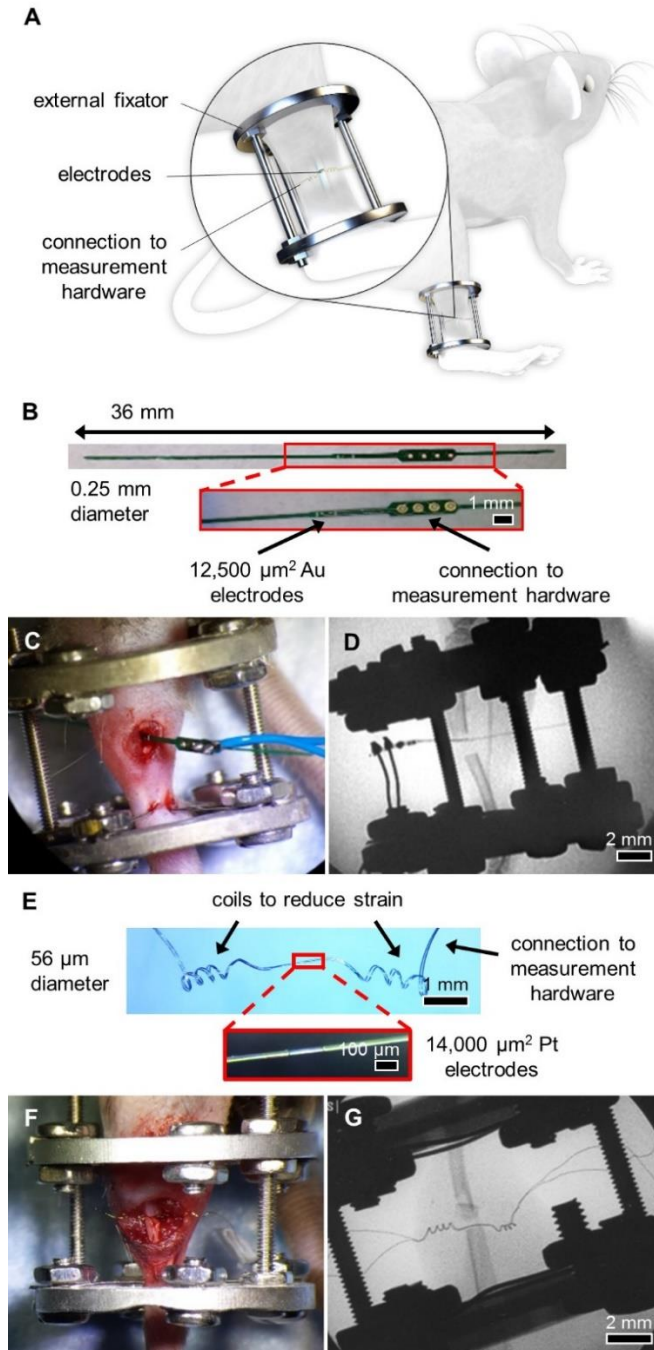 A
external fixator
electrodes
connection to
measurement
hardware
B
36 mm
0.25 mm
diameter
1 mm
12,500 µm² Au
electrodes
connection to
measurement hardware
C
D
2 mm
E
coils to reduce strain
56 µm
diameter
connection to
measurement
hardware
1 mm
100 µm
14,000 µm² Pt
electrodes
F
G
2 mm